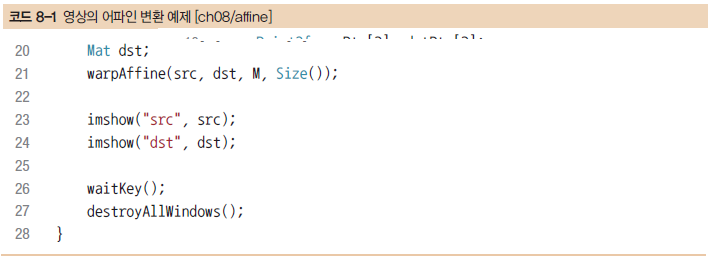 코드 8-1 영상의 어파인 변환 예제 [ch08/affine]
20 Mat dst;
21 warpAffine(src, dst, M, Size());
22
23 imshow("src", src);
24 imshow("dst", dst);
25
26 waitKey();
27 destroyAllWindows();
28 }